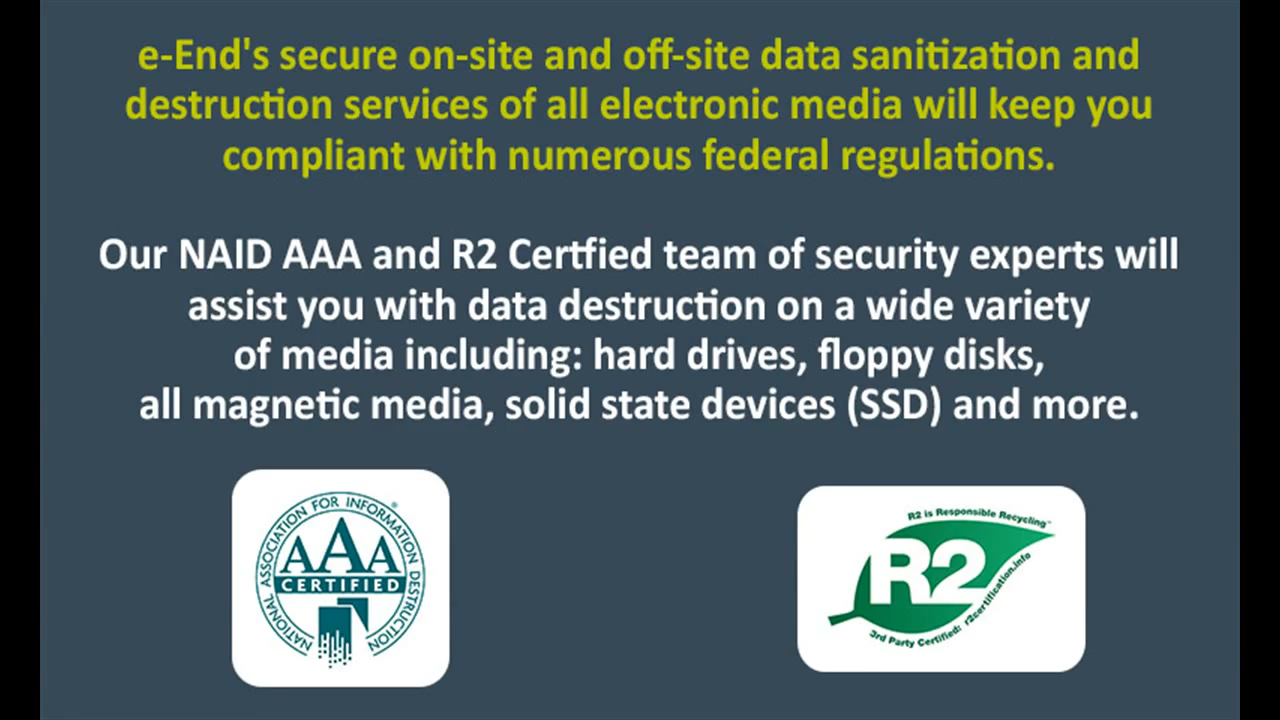 e-End's secure on-site and off-site data sanitization and
destruction services of all electronic media will keep you
compliant with numerous federal regulations.
Our NAID AAA and R2 Certfied team of security experts will
assist you with data destruction on a wide variety
of media including: hard drives, floppy disks,
all magnetic media, solid state devices (SSD) and more.
NATIONAL ASSOCIATION FOR INFORMATION DESTRUCTION
®
AAA
CERTIFIED
R2 is Responsible Recycling™
R2
3rd Party Certified: r2certification.info